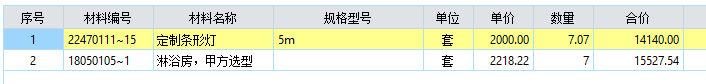 序号 材料编号 材料名称 规格型号 单位 单价 数量 合价
1 22470111~15 定制条形灯 5m 套 2000.00 7.07 14140.00
2 18050105~1 淋浴房，甲方选型 套 2218.22 7 15527.54